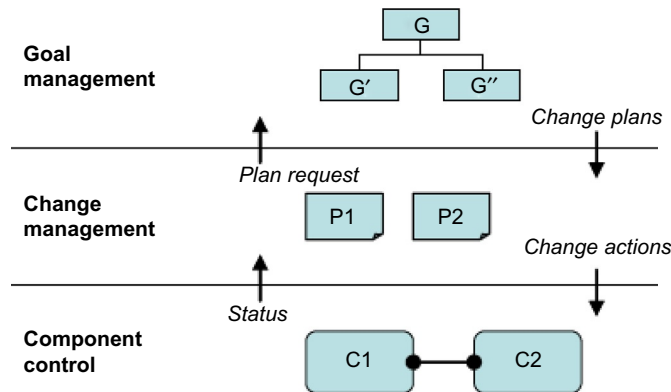 G
Goal
management
G′
G″
Change plans
Plan request
Change
management
P1
P2
Change actions
Status
Component
control
C1
C2